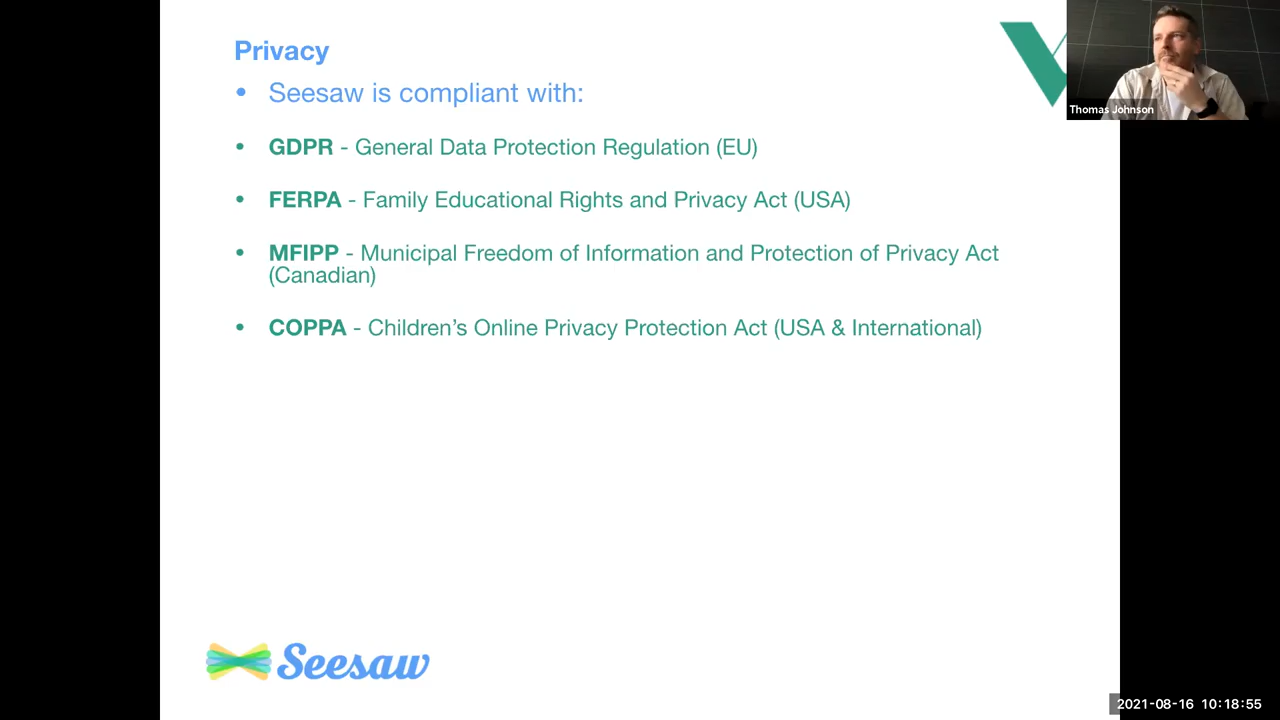 Privacy
• Seesaw is compliant with:
• GDPR - General Data Protection Regulation (EU)
• FERPA - Family Educational Rights and Privacy Act (USA)
• MFIPP - Municipal Freedom of Information and Protection of Privacy Act
(Canadian)
• COPPA - Children’s Online Privacy Protection Act (USA & International)
Thomas Johnson
Seesaw
2021-08-16 10:18:55